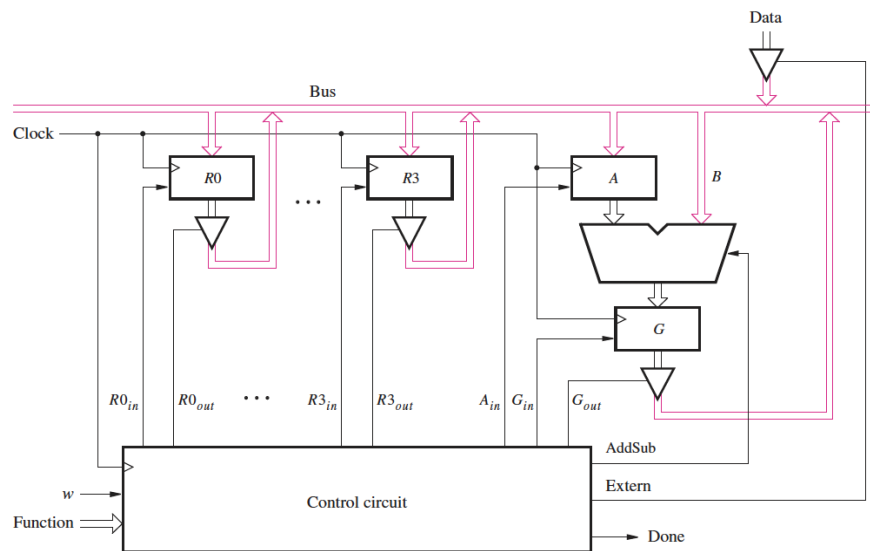 Data
Bus
Clock
R0
R3
A
B
• • •
G
R0in R0out • • • R3in R3out Ain Gin Gout
AddSub
Extern
w
Control circuit
Function
Done